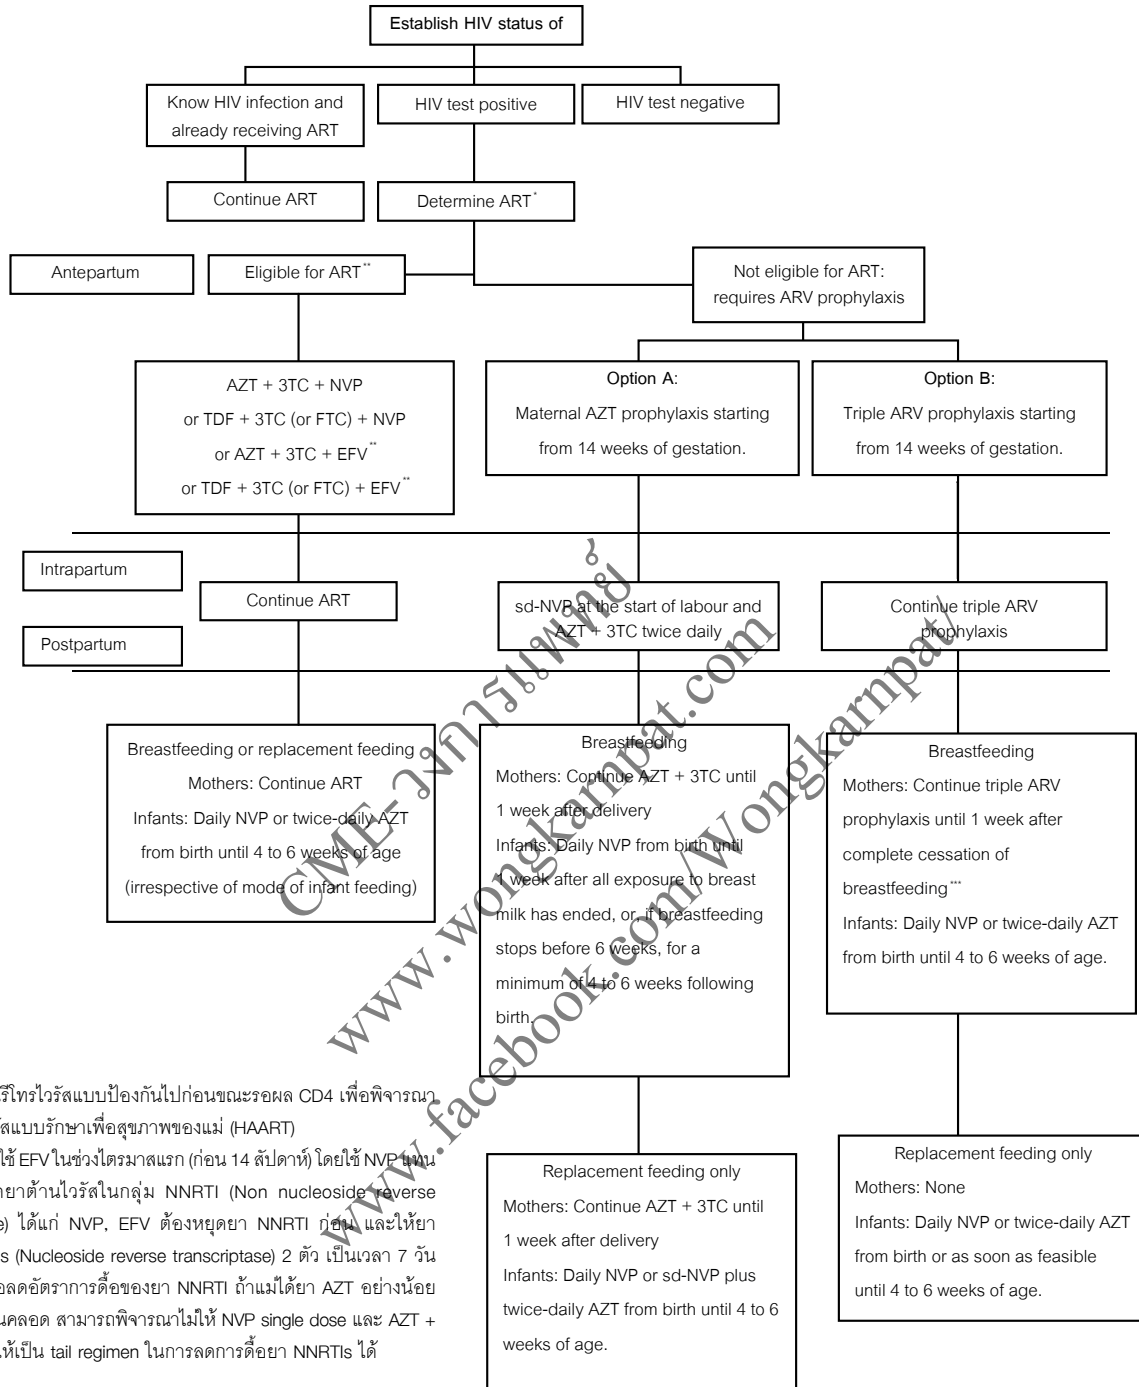 Establish HIV status of
Know HIV infection and
already receiving ART
HIV test positive
HIV test negative
Continue ART
Determine ART*
Antepartum
Eligible for ART**
Not eligible for ART:
requires ARV prophylaxis
AZT + 3TC + NVP
or TDF + 3TC (or FTC) + NVP
or AZT + 3TC + EFV**
or TDF + 3TC (or FTC) + EFV**
Option A:
Maternal AZT prophylaxis starting
from 14 weeks of gestation.
Option B:
Triple ARV prophylaxis starting
from 14 weeks of gestation.
Intrapartum
Continue ART
sd-NVP at the start of labour and
AZT + 3TC twice daily
Continue triple ARV
prophylaxis
Postpartum
Breastfeeding or replacement feeding
Mothers: Continue ART
Infants: Daily NVP or twice-daily AZT
from birth until 4 to 6 weeks of age
(irrespective of mode of infant feeding)
Breastfeeding
Mothers: Continue AZT + 3TC until
1 week after delivery
Infants: Daily NVP from birth until
1 week after all exposure to breast
milk has ended, or, if breastfeeding
stops before 6 weeks, for a
minimum of 4 to 6 weeks following
birth.
Breastfeeding
Mothers: Continue triple ARV
prophylaxis until 1 week after
complete cessation of
breastfeeding***
Infants: Daily NVP or twice-daily AZT
from birth until 4 to 6 weeks of age.
Replacement feeding only
Mothers: Continue AZT + 3TC until
1 week after delivery
Infants: Daily NVP or sd-NVP plus
twice-daily AZT from birth until 4 to 6
weeks of age.
Replacement feeding only
Mothers: None
Infants: Daily NVP or twice-daily AZT
from birth or as soon as feasible
until 4 to 6 weeks of age.
รีโทรไวรัสแบบป้องกันไปก่อนขณะรอผล CD4 เพื่อพิจารณา
สแบบรักษาเพื่อสุขภาพของแม่ (HAART)
ใช้ EFV ในช่วงไตรมาสแรก (ก่อน 14 สัปดาห์) โดยใช้ NVP แทน
ยาต้านไวรัสในกลุ่ม NNRTI (Non nucleoside reverse
e) ได้แก่ NVP, EFV ต้องหยุดยา NNRTI ก่อน และให้ยา
s (Nucleoside reverse transcriptase) 2 ตัว เป็นเวลา 7 วัน
อลดอัตราการดื้อของยา NNRTI ถ้าแม่ได้ยา AZT อย่างน้อย
นคลอด สามารถพิจารณาไม่ให้ NVP single dose และ AZT +
ให้เป็น tail regimen ในการลดการดื้อยา NNRTIs ได้
CME-วงการแพทย์
www.wongkarnpat.com
www.facebook.com/Wongkarnpat/